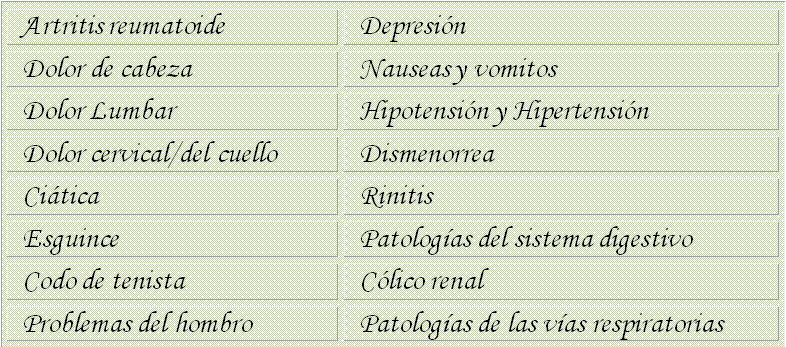 Artritis reumatoide Depresión
Dolor de cabeza Nauseas y vomitos
Dolor Lumbar Hipotensión y Hipertensión
Dolor cervical/del cuello Dismenorrea
Ciática Rinitis
Esguince Patologías del sistema digestivo
Codo de tenista Cólico renal
Problemas del hombro Patologías de las vías respiratorias